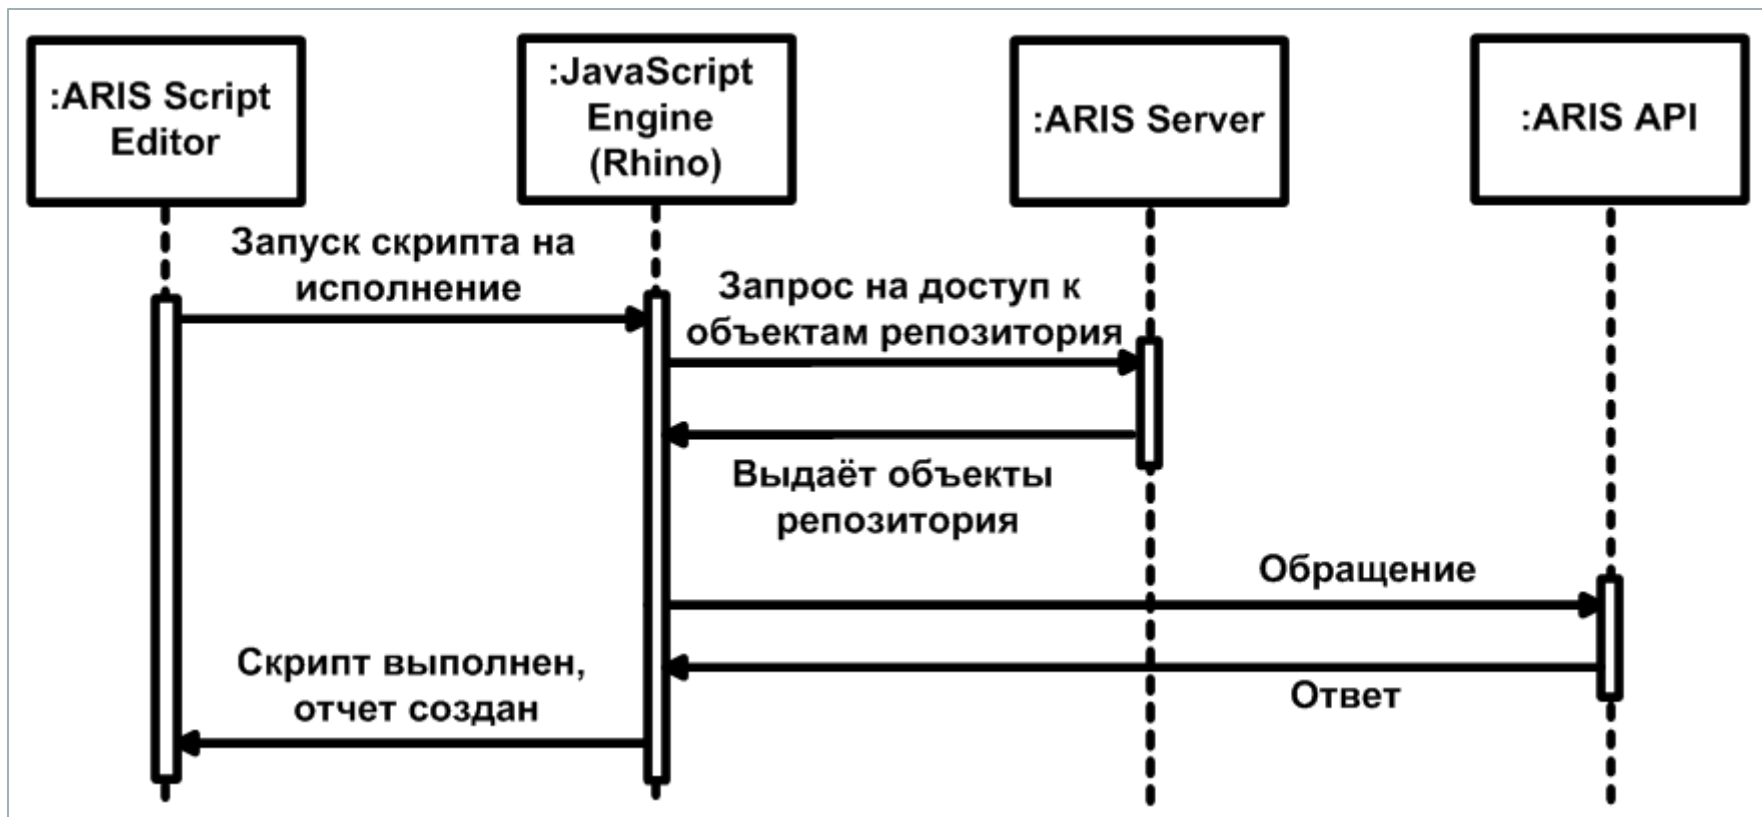 :ARIS Script
Editor
:JavaScript
Engine
(Rhino)
:ARIS Server
:ARIS API
Запуск скрипта на
исполнение
Запрос на доступ к
объектам репозитория
Выдаёт объекты
репозитория
Обращение
Ответ
Скрипт выполнен,
отчет создан